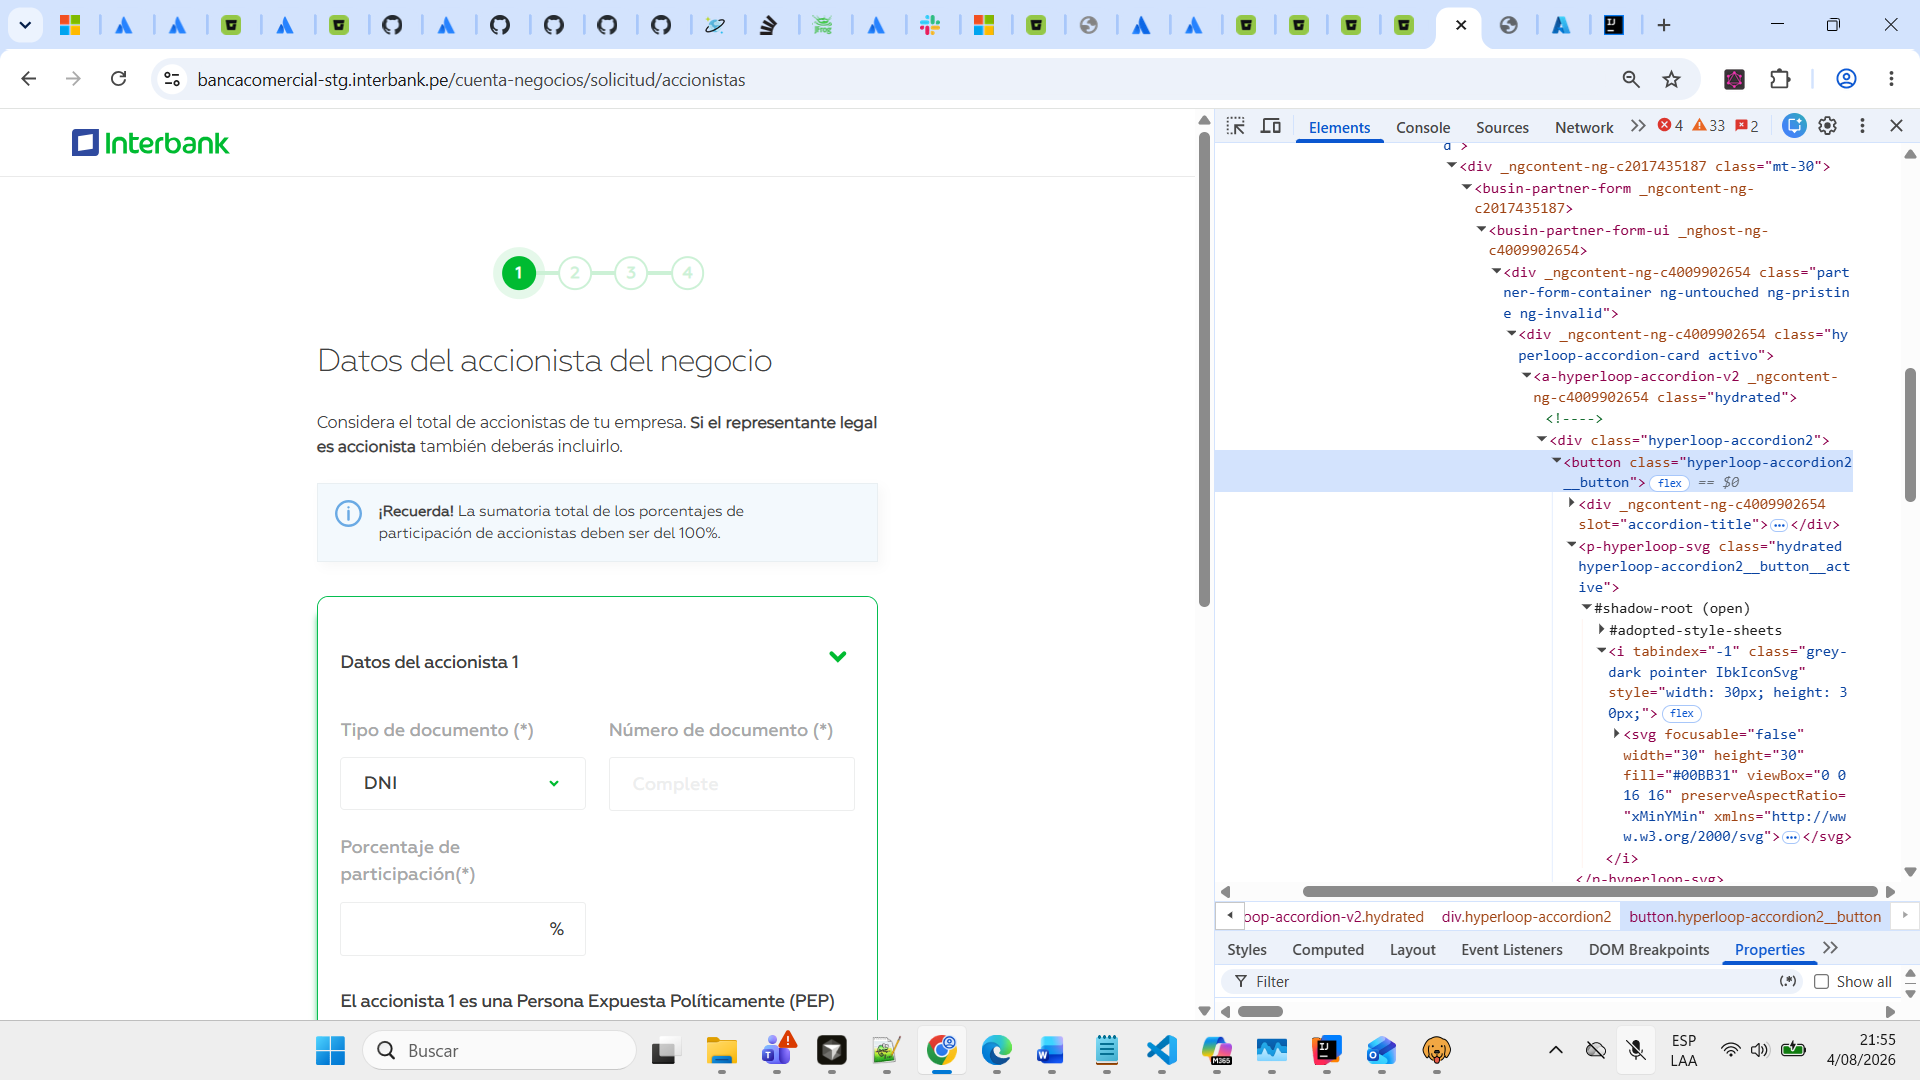 bancacomercial-stg.interbank.pe/cuenta-negocios/solicitud/accionistas
Interbank
1
2
3
4
Datos del accionista del negocio
Considera el total de accionistas de tu empresa. Si el representante legal
es accionista también deberás incluirlo.
¡Recuerda! La sumatoria total de los porcentajes de
participación de accionistas deben ser del 100%.
Datos del accionista 1
Tipo de documento (*)
Número de documento (*)
DNI
Complete
Porcentaje de
participación(*)
%
El accionista 1 es una Persona Expuesta Políticamente (PEP)
Elements
Console
Sources
Network
4
33
2
d">
<div _ngcontent-ng-c2017435187 class="mt-30">
<busin-partner-form _ngcontent-ng-
c2017435187>
<busin-partner-form-ui _nghost-ng-
c4009902654>
<div _ngcontent-ng-c4009902654 class="part
ner-form-container ng-untouched ng-pristin
e ng-invalid">
<div _ngcontent-ng-c4009902654 class="hy
perloop-accordion-card activo">
<a-hyperloop-accordion-v2 _ngcontent-
ng-c4009902654 class="hydrated">
<!---->
<div class="hyperloop-accordion2">
<button class="hyperloop-accordion2
__button"> flex == $0
<div _ngcontent-ng-c4009902654
slot="accordion-title"> … </div>
<p-hyperloop-svg class="hydrated
hyperloop-accordion2__button__act
ive">
#shadow-root (open)
#adopted-style-sheets
<i tabindex="-1" class="grey-
dark pointer IbkIconSvg"
style="width: 30px; height: 3
0px;"> flex
<svg focusable="false"
width="30" height="30"
fill="#00BB31" viewBox="0 0
16 16" preserveAspectRatio=
"xMinYMin" xmlns="http://ww
w.w3.org/2000/svg"> … </svg>
</i>
</p-hyperloop-svg>
oop-accordion-v2.hydrated
div.hyperloop-accordion2
button.hyperloop-accordion2__button
Styles
Computed
Layout
Event Listeners
DOM Breakpoints
Properties
Filter
(.*)
Show all
Buscar
ESP
LAA
21:55
4/08/2026